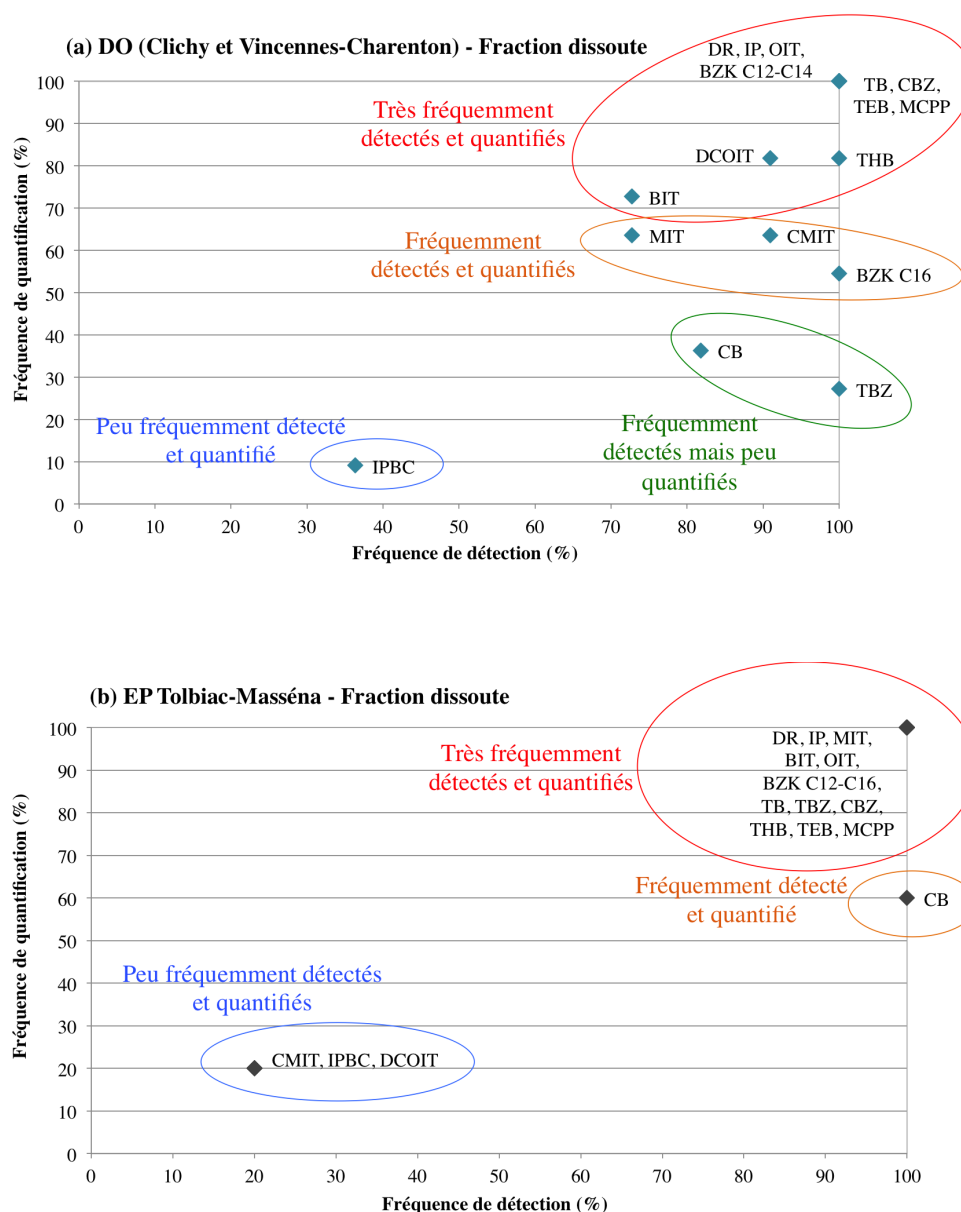 (a) DO (Clichy et Vincennes-Charenton) - Fraction dissoute
DR, IP, OIT,
BZK C12-C14
TB, CBZ,
TEB, MCPP
Très fréquemment
détectés et quantifiés
DCOIT
THB
BIT
Fréquemment
détectés et quantifiés
MIT
CMIT
BZK C16
CB
TBZ
Fréquemment
détectés mais peu
quantifiés
Peu fréquemment détecté
et quantifié
IPBC
Fréquence de quantification (%)
100
90
80
70
60
50
40
30
20
10
0
0 10 20 30 40 50 60 70 80 90 100
Fréquence de détection (%)
(b) EP Tolbiac-Masséna - Fraction dissoute
Très fréquemment
détectés et quantifiés
DR, IP, MIT,
BIT, OIT,
BZK C12-C16,
TB, TBZ, CBZ,
THB, TEB, MCPP
Fréquemment détecté
et quantifié
CB
Peu fréquemment détectés
et quantifiés
CMIT, IPBC, DCOIT
Fréquence de quantification (%)
100
90
80
70
60
50
40
30
20
10
0
0 10 20 30 40 50 60 70 80 90 100
Fréquence de détection (%)